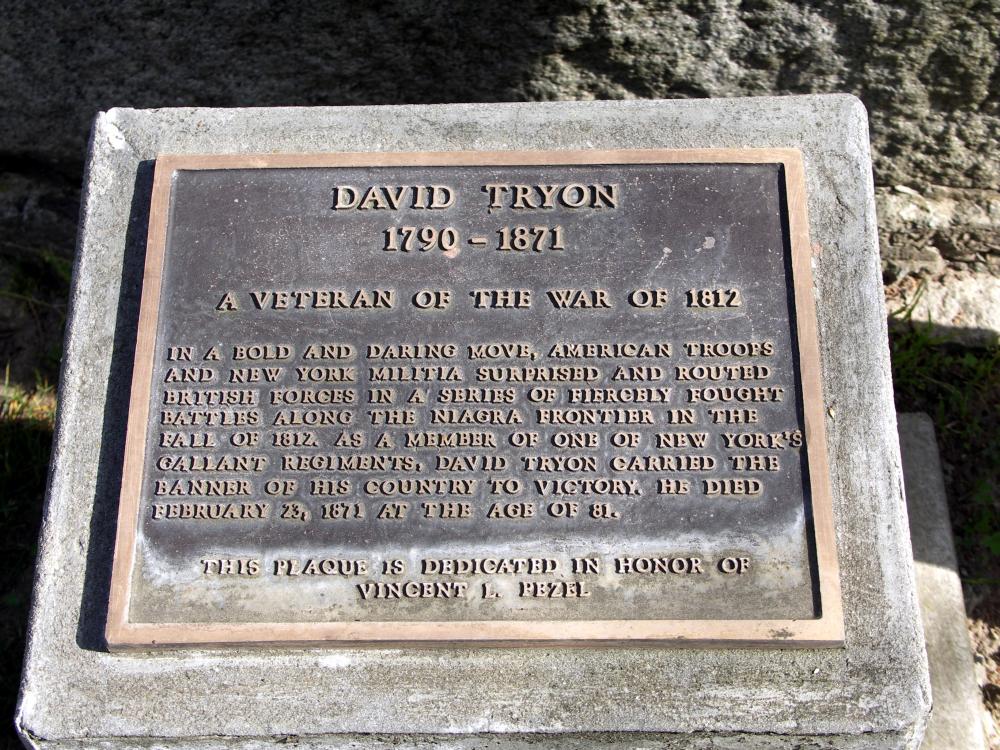 DAVID TRYON
1790 - 1871
A VETERAN OF THE WAR OF 1812
IN A BOLD AND DARING MOVE, AMERICAN TROOPS
AND NEW YORK MILITIA SURPRISED AND ROUTED
BRITISH FORCES IN A SERIES OF FIERCELY FOUGHT
BATTLES ALONG THE NIAGRA FRONTIER IN THE
FALL OF 1812. AS A MEMBER OF ONE OF NEW YORK'S
GALLANT REGIMENTS, DAVID TRYON CARRIED THE
BANNER OF HIS COUNTRY TO VICTORY. HE DIED
FEBRUARY 23, 1871 AT THE AGE OF 81.
THIS PLAQUE IS DEDICATED IN HONOR OF
VINCENT L. PEZEL